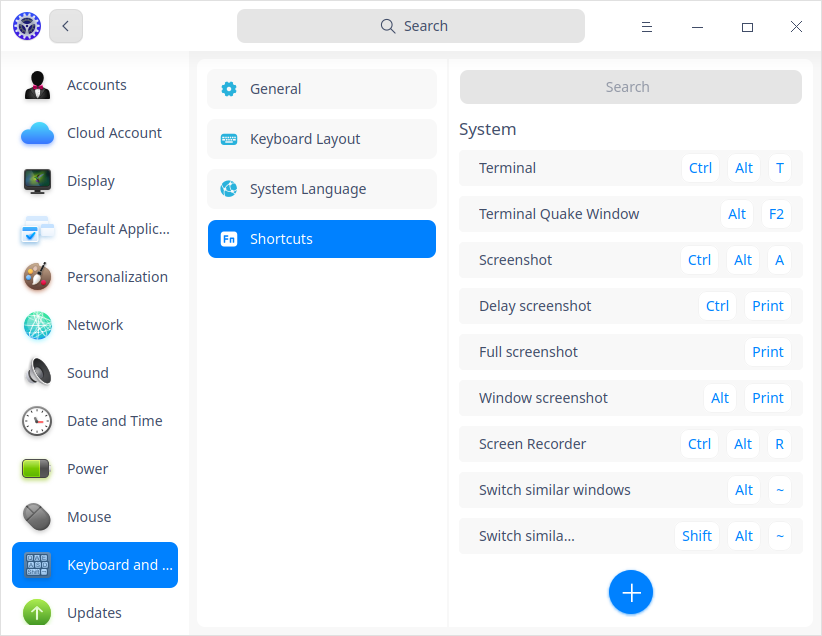 Search
Accounts
Cloud Account
Display
Default Applic...
Personalization
Network
Sound
Date and Time
Power
Mouse
Keyboard and ...
Updates
General
Keyboard Layout
System Language
Fn Shortcuts
Search
System
Terminal Ctrl Alt T
Terminal Quake Window Alt F2
Screenshot Ctrl Alt A
Delay screenshot Ctrl Print
Full screenshot Print
Window screenshot Alt Print
Screen Recorder Ctrl Alt R
Switch similar windows Alt ~
Switch simila... Shift Alt ~